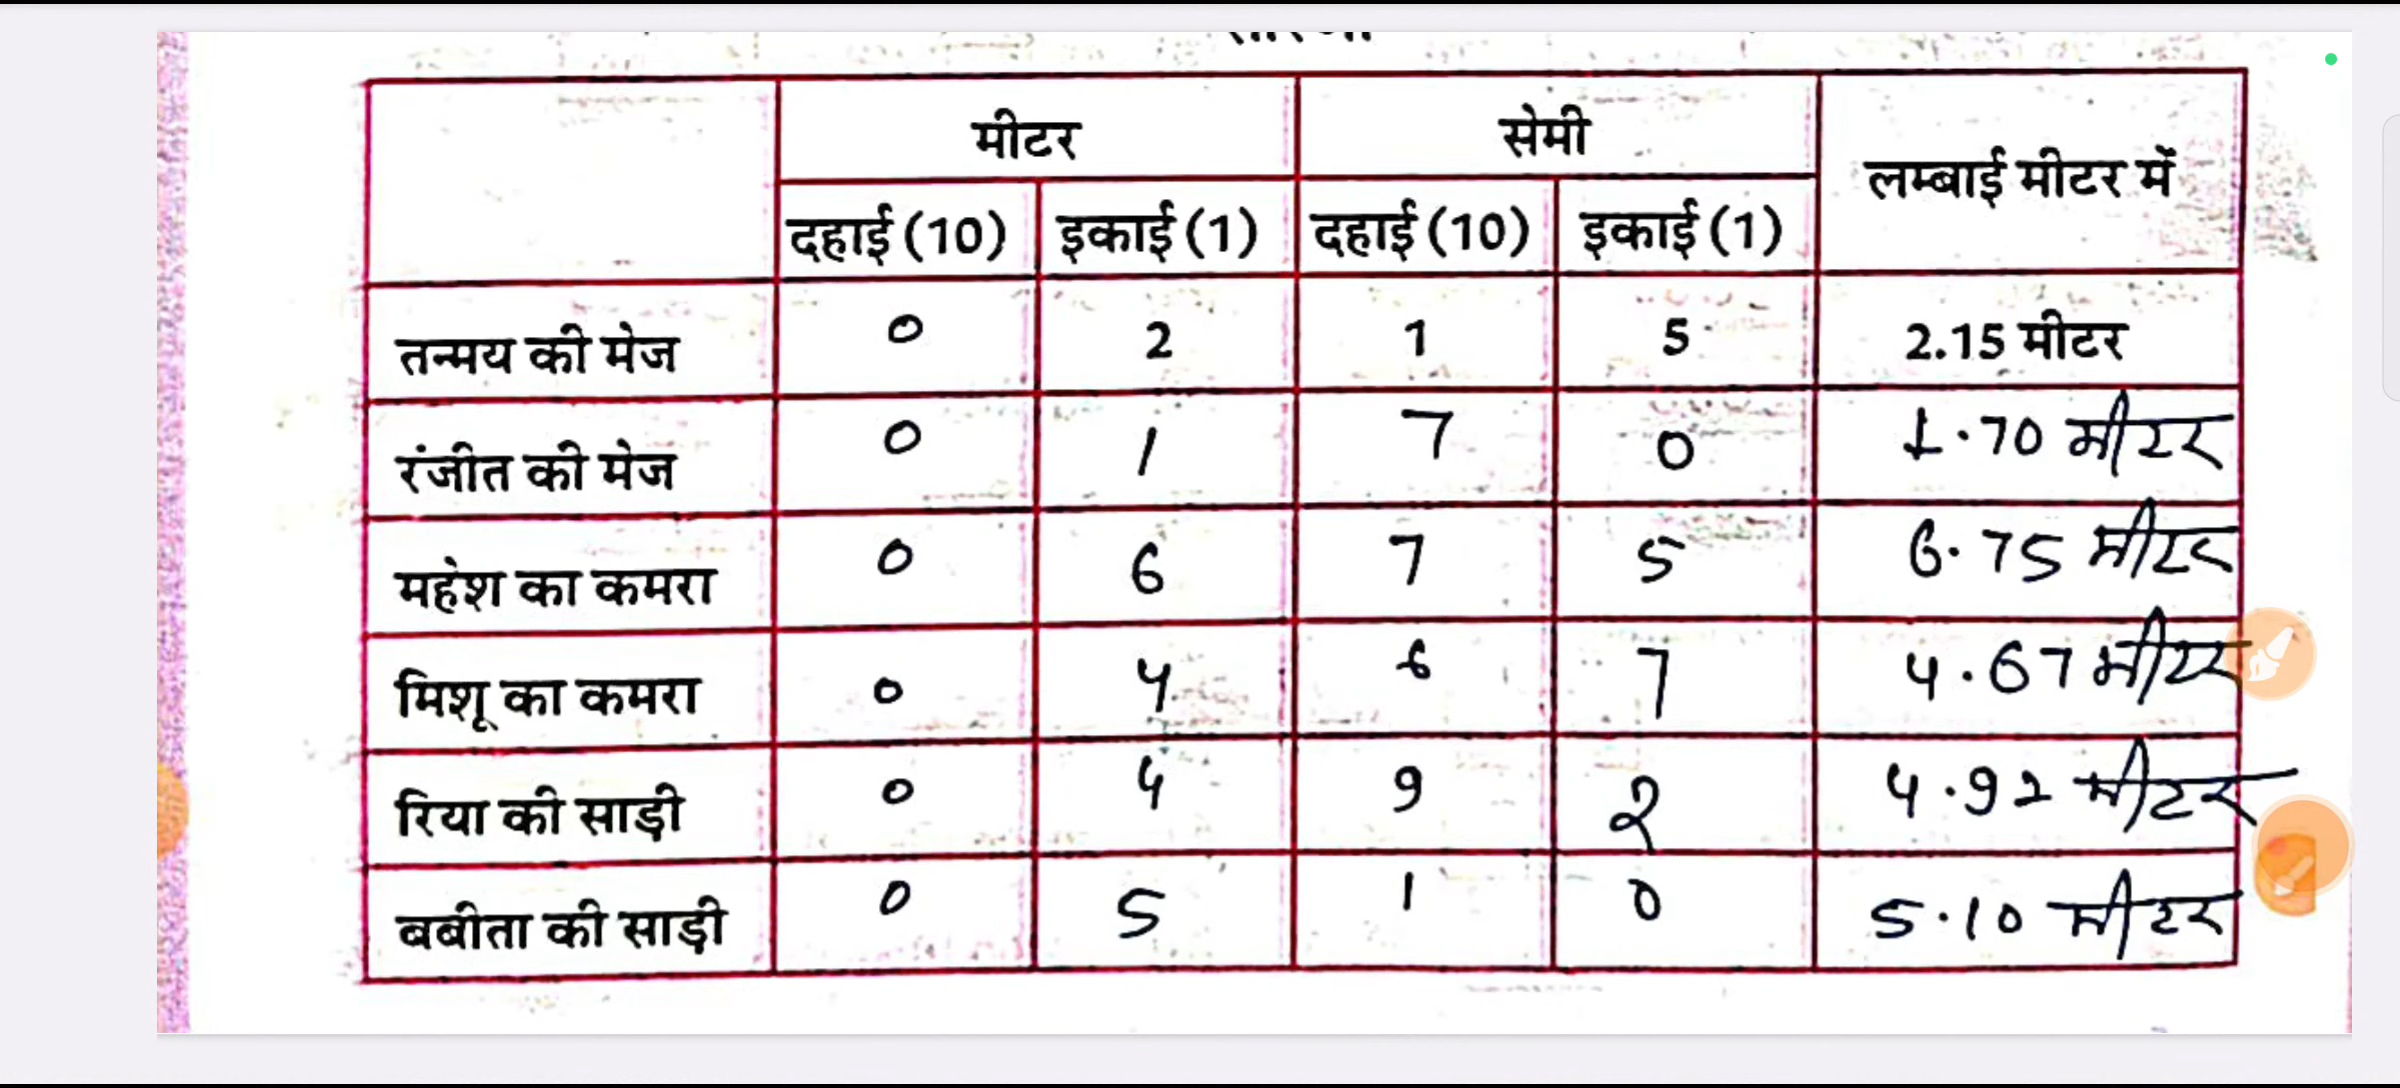 मीटर सेमी लम्बाई मीटर में
दहाई (10) इकाई (1) दहाई (10) इकाई (1)
तन्मय की मेज 0 2 1 5 2.15 मीटर
रंजीत की मेज 0 1 7 0 1.70 मीटर
महेश का कमरा 0 6 7 5 6.75 मीटर
मिशू का कमरा 0 4 6 7 4.67 मीटर
रिया की साड़ी 0 4 9 2 4.92 मीटर
बबीता की साड़ी 0 5 1 0 5.10 मीटर